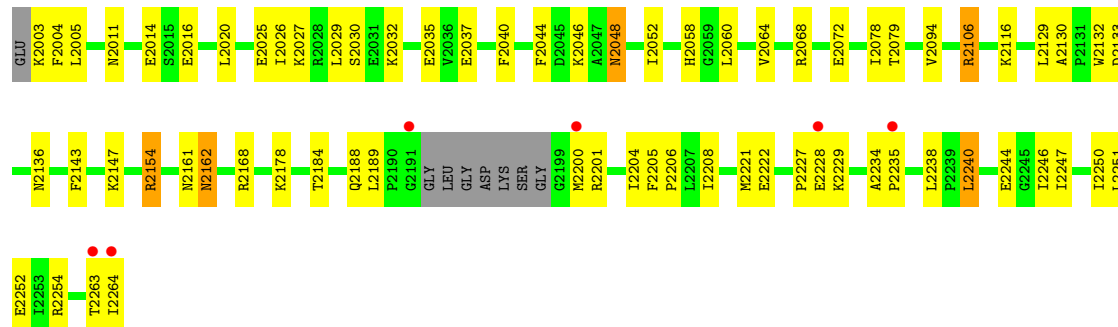 GLU K2003 F2004 L2005 N2011 E2014 S2015 E2016 L2020 E2025 I2026 K2027 R2028 L2029 S2030 E2031 K2032 E2035 V2036 E2037 F2040 F2044 D2045 K2046 A2047 N2048 I2052 H2058 G2059 L2060 V2064 R2068 E2072 I2078 T2079 V2094 R2106 K2116 L2129 A2130 P2131 W2132
N2136 F2143 K2147 R2154 N2161 N2162 R2168 K2178 T2184 Q2188 L2189 P2190 G2191 GLY LEU GLY ASP LYS SER GLY G2199 M2200 R2201 I2204 F2205 P2206 L2207 I2208 M2221 E2222 P2227 E2228 K2229 A2234 P2235 L2238 P2239 L2240 E2244 G2245 I2246 I2247 I2250
E2252 I2253 R2254 T2263 I2264